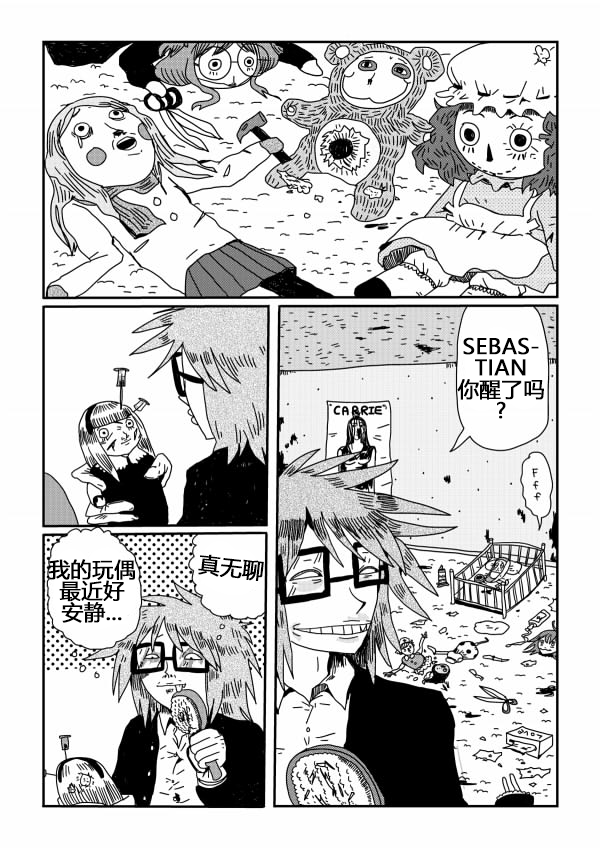 我的玩偶
最近好
安静...
真无聊
SEBAS-
TIAN
你醒了吗
?
"CARRIE"
Fff